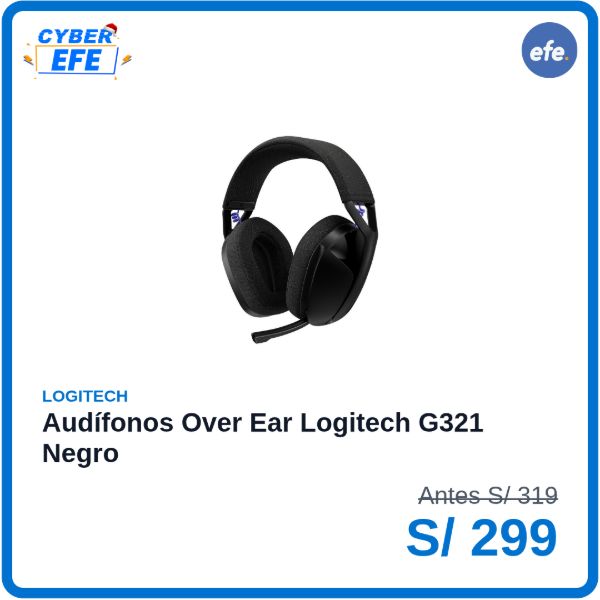 CYBER
EFE
efe.
LOGITECH
Audífonos Over Ear Logitech G321
Negro
Antes S/ 319
S/ 299